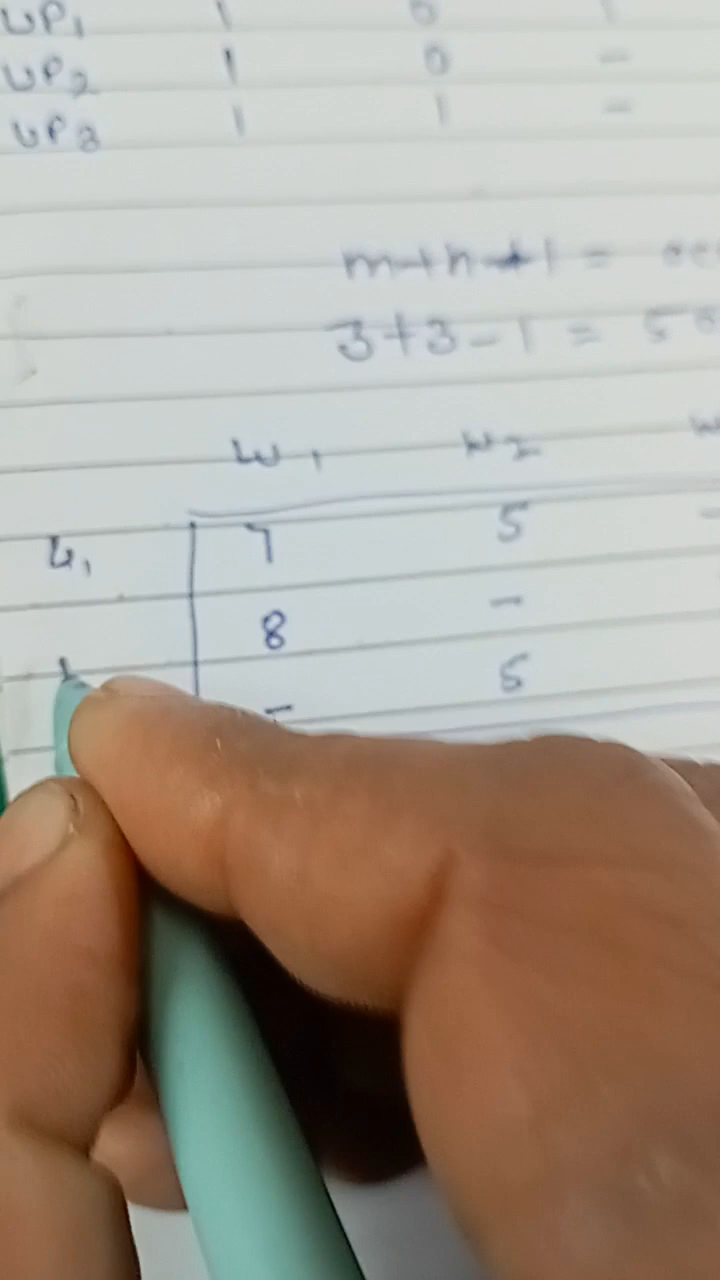 UP1 1 0 1
UP2 1 0 -
UP3 1 1 -
m+n-1 =
3+3-1 = 5
W1 W2 W
U1 7 5 -
8 -
5